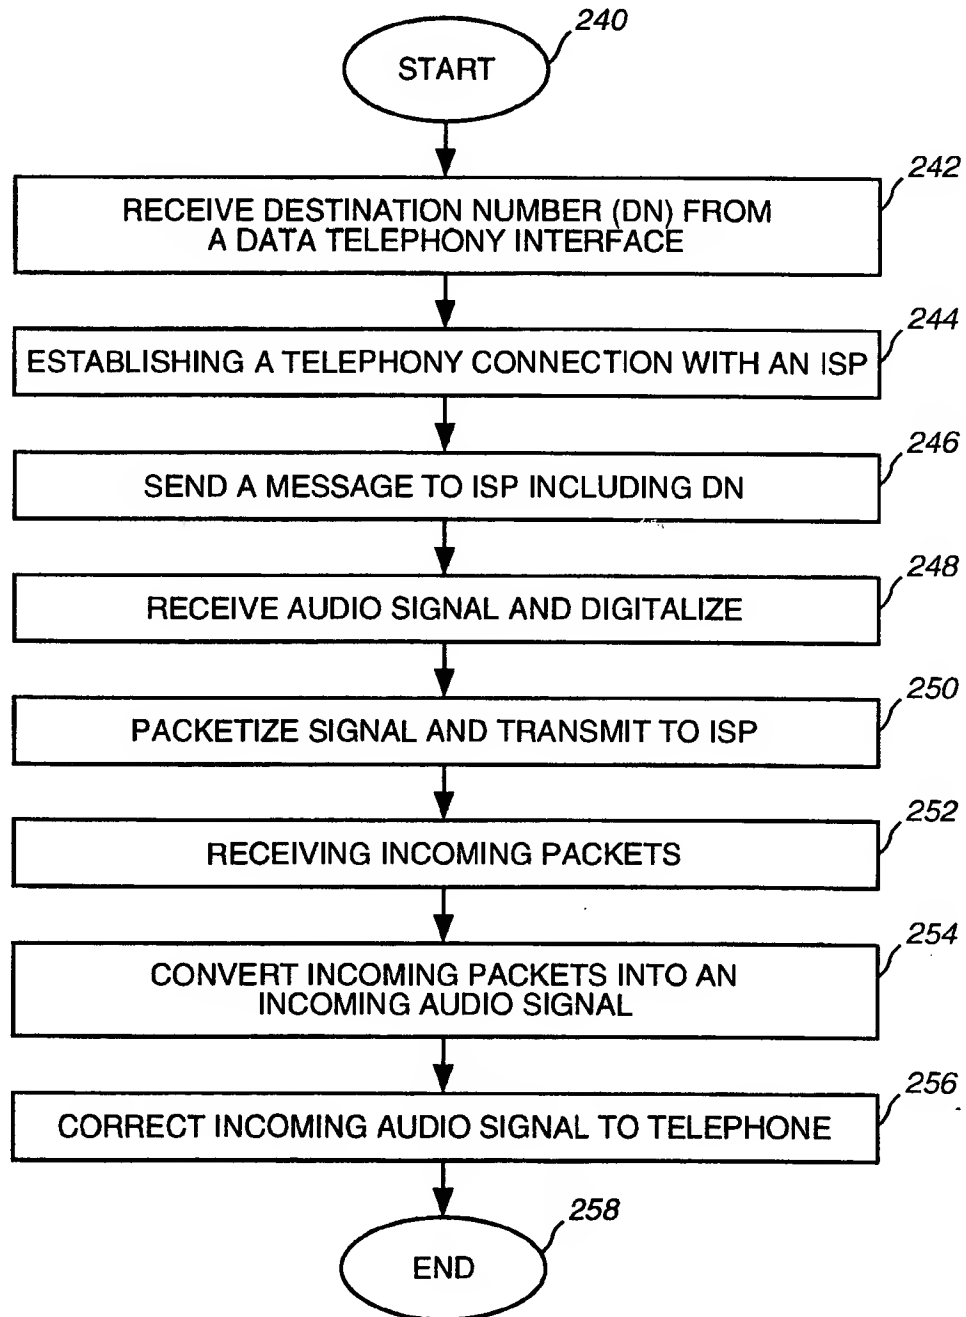 240
START
242
RECEIVE DESTINATION NUMBER (DN) FROM
A DATA TELEPHONY INTERFACE
244
ESTABLISHING A TELEPHONY CONNECTION WITH AN ISP
246
SEND A MESSAGE TO ISP INCLUDING DN
248
RECEIVE AUDIO SIGNAL AND DIGITALIZE
250
PACKETIZE SIGNAL AND TRANSMIT TO ISP
252
RECEIVING INCOMING PACKETS
254
CONVERT INCOMING PACKETS INTO AN
INCOMING AUDIO SIGNAL
256
CORRECT INCOMING AUDIO SIGNAL TO TELEPHONE
258
END